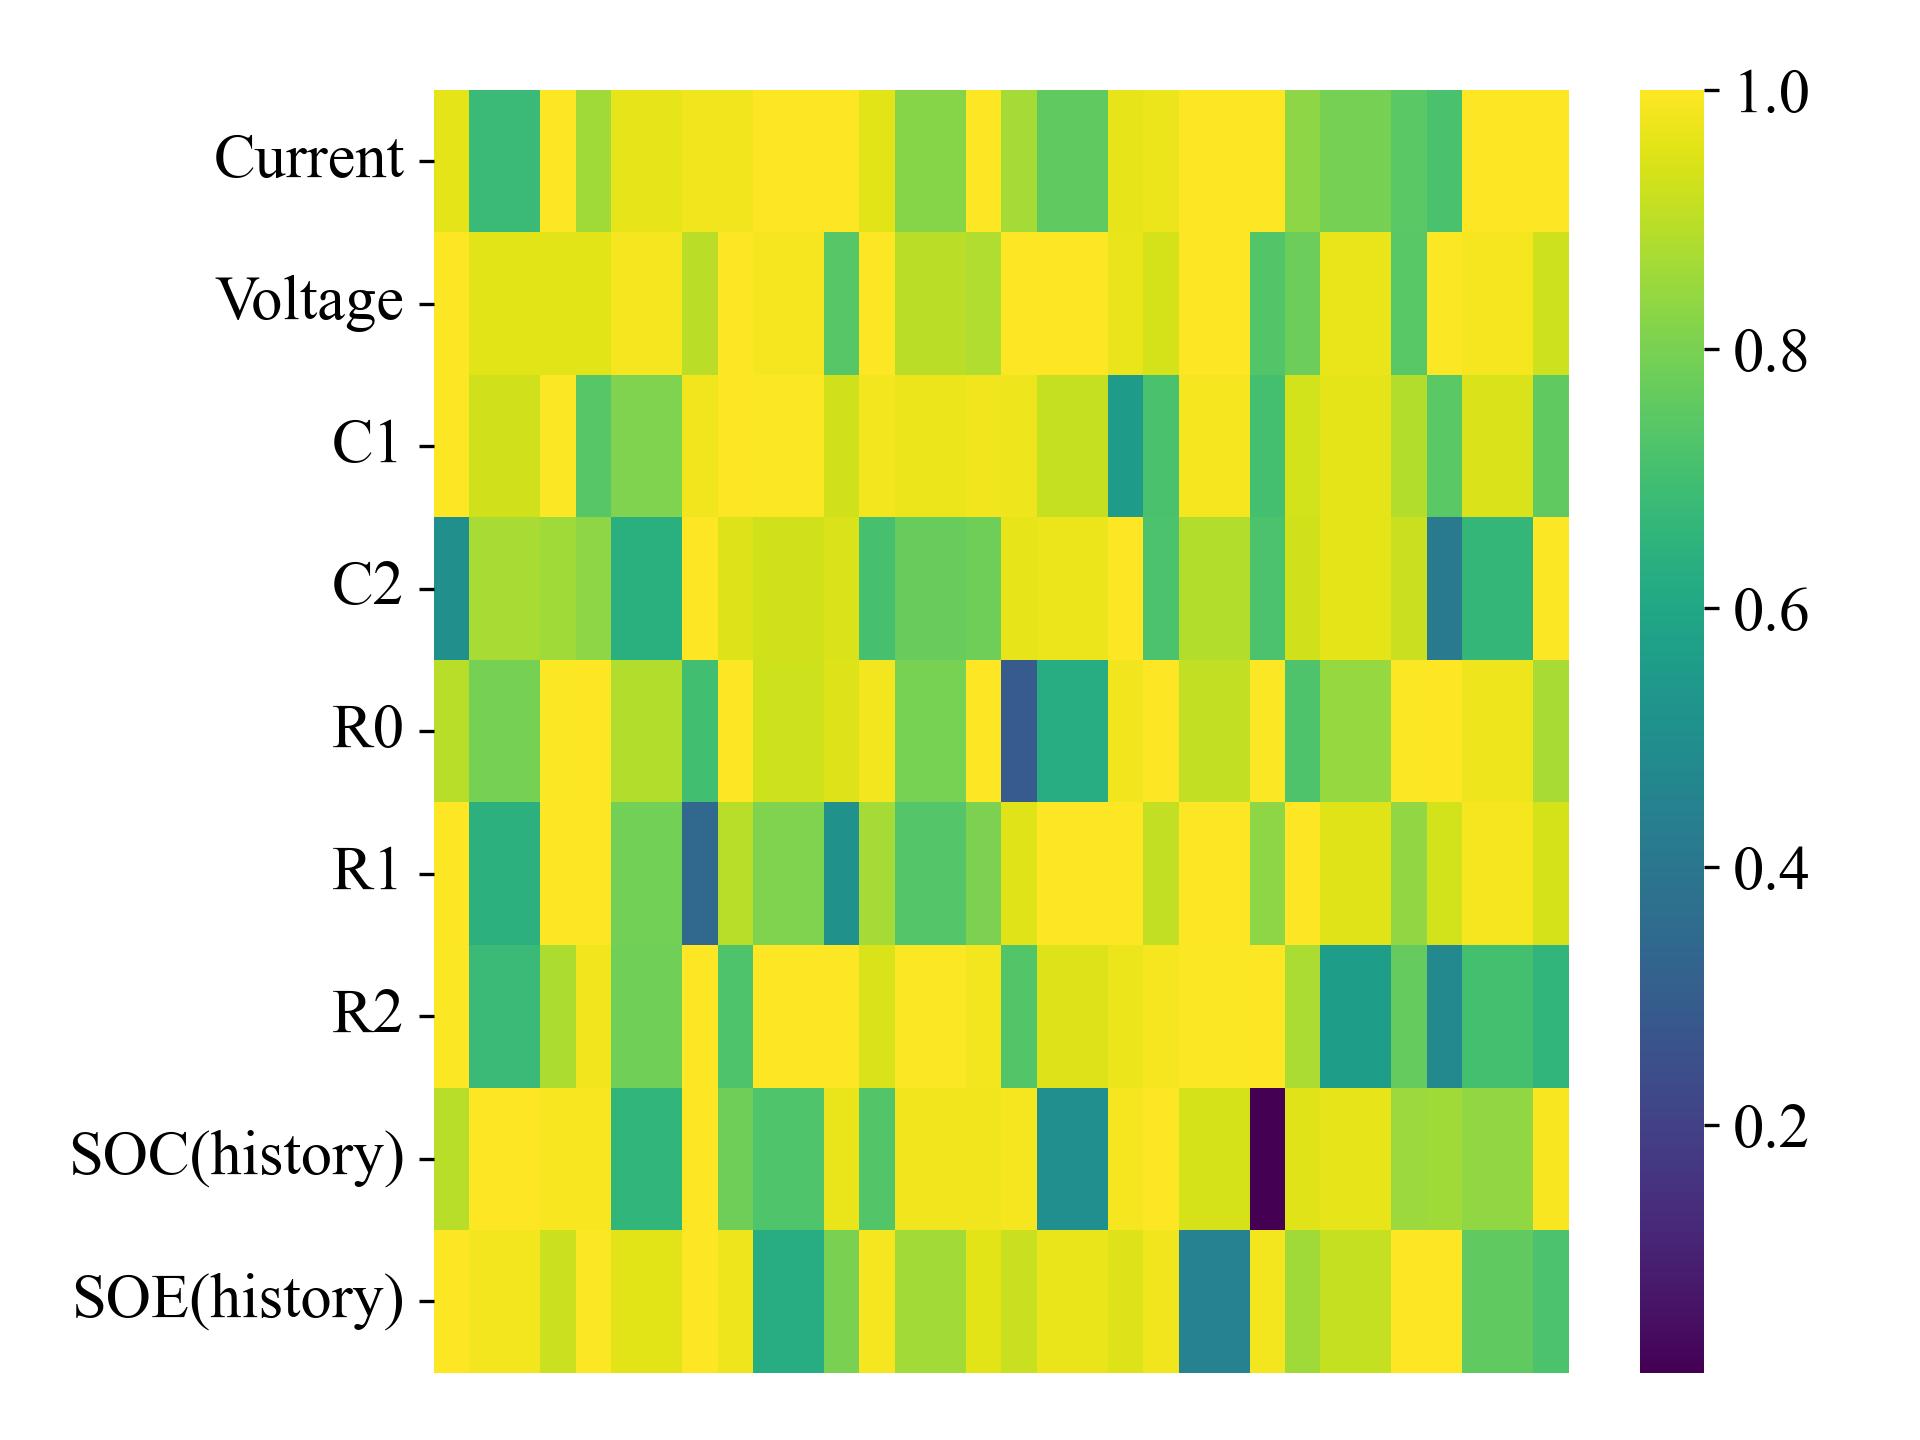 Current
Voltage
C1
C2
R0
R1
R2
SOC(history)
SOE(history)
1.0
0.8
0.6
0.4
0.2